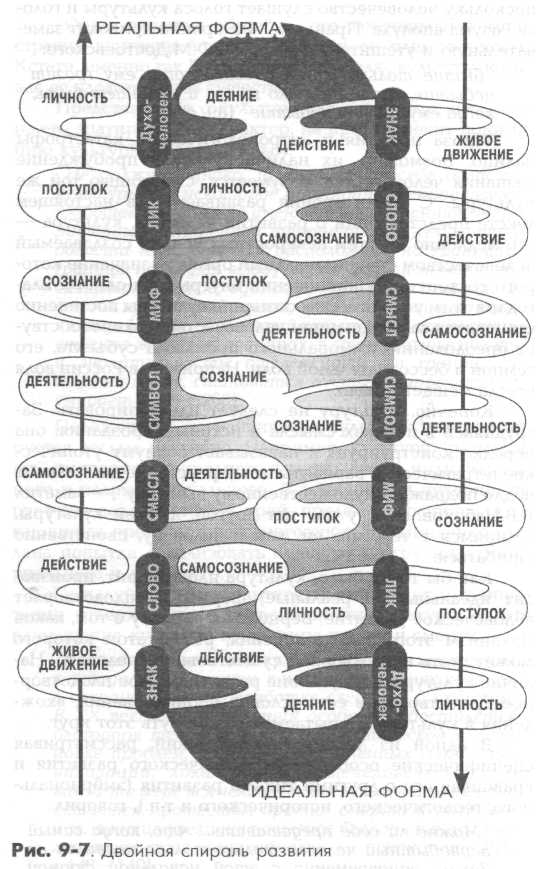 РЕАЛЬНАЯ ФОРМА
ЛИЧНОСТЬ
Духо-
человек
ДЕЯНИЕ
ЗНАК
ДЕЙСТВИЕ
ЖИВОЕ
ДВИЖЕНИЕ
ПОСТУПОК
ЛИК
ЛИЧНОСТЬ
СЛОВО
САМОСОЗНАНИЕ
ДЕЙСТВИЕ
СОЗНАНИЕ
МИФ
ПОСТУПОК
СМЫСЛ
ДЕЯТЕЛЬНОСТЬ
САМОСОЗНАНИЕ
ДЕЯТЕЛЬНОСТЬ
СИМВОЛ
СОЗНАНИЕ
СИМВОЛ
СОЗНАНИЕ
ДЕЯТЕЛЬНОСТЬ
САМОСОЗНАНИЕ
СМЫСЛ
ДЕЯТЕЛЬНОСТЬ
МИФ
ПОСТУПОК
СОЗНАНИЕ
ДЕЙСТВИЕ
СЛОВО
САМОСОЗНАНИЕ
ЛИК
ЛИЧНОСТЬ
ПОСТУПОК
ЖИВОЕ
ДВИЖЕНИЕ
ЗНАК
ДЕЙСТВИЕ
Духо-
человек
ДЕЯНИЕ
ЛИЧНОСТЬ
ИДЕАЛЬНАЯ ФОРМА
Рис. 9-7. Двойная спираль развития